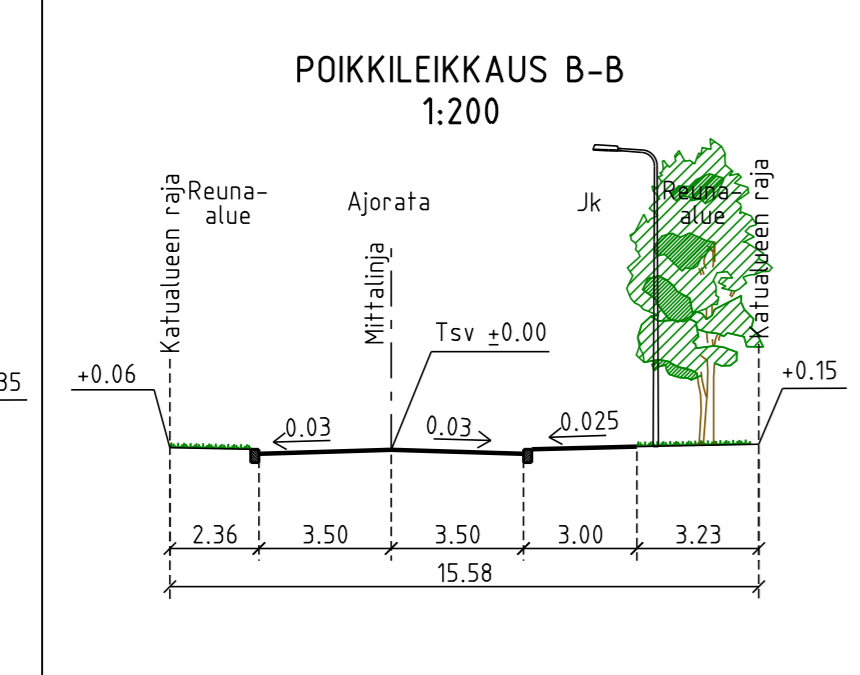 POIKKILEIKKAUS B-B
1:200
Katualueen raja
Reuna-
alue
Ajorata
Mittalinja
Jk
Reuna-
alue
Katualueen raja
Tsv ±0.00
35
+0.06
+0.15
0.03
0.03
0.025
2.36
3.50
3.50
3.00
3.23
15.58